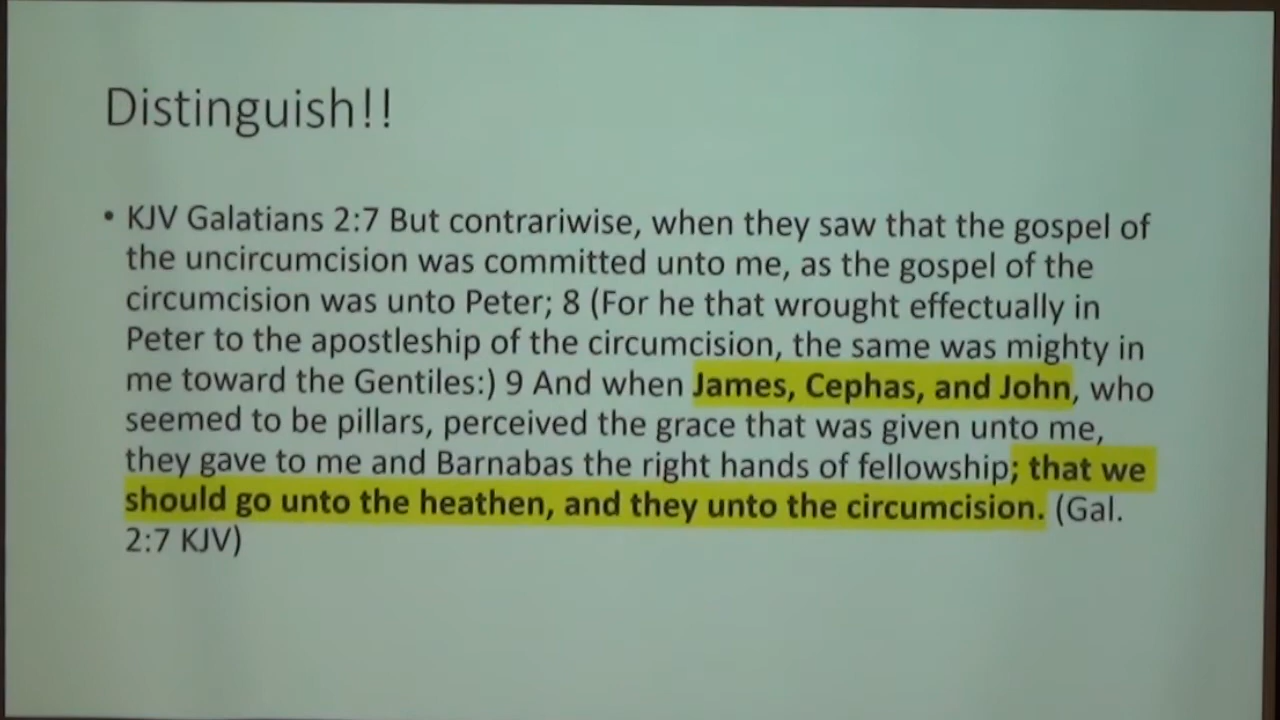 Distinguish!!
• KJV Galatians 2:7 But contrariwise, when they saw that the gospel of
the uncircumcision was committed unto me, as the gospel of the
circumcision was unto Peter; 8 (For he that wrought effectually in
Peter to the apostleship of the circumcision, the same was mighty in
me toward the Gentiles:) 9 And when James, Cephas, and John, who
seemed to be pillars, perceived the grace that was given unto me,
they gave to me and Barnabas the right hands of fellowship; that we
should go unto the heathen, and they unto the circumcision. (Gal.
2:7 KJV)